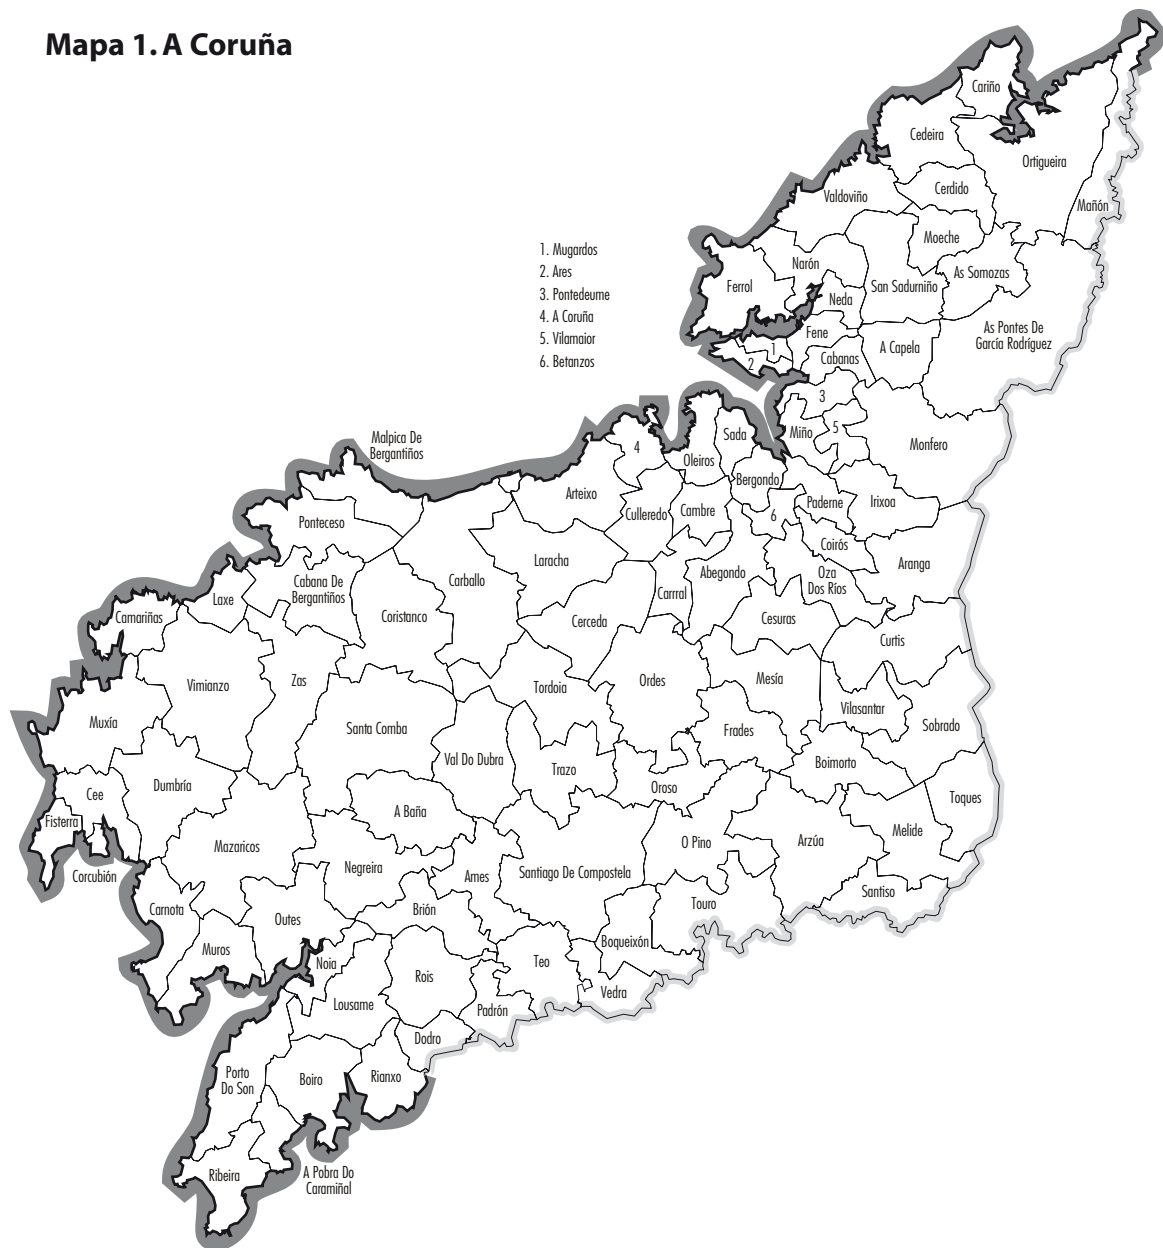 Mapa 1. A Coruña
Cariño
Cedeira
Ortigueira
Cerdido
Valdoviño
Mañón
Moeche
1. Mugardos
2. Ares
3. Pontedeume
4. A Coruña
5. Vilamaior
6. Betanzos
Narón
As Somozas
Ferrol
San Sadurniño
Neda
As Pontes De
García Rodríguez
Fene
1
A Capela
Cabanas
2
3
Miño
5
Monfero
Malpica De
Bergantiños
4
Sada
Oleiros
Bergondo
Arteixo
Paderne
Irixoa
Culleredo
Cambre
6
Ponteceso
Coirós
Laracha
Aranga
Abegondo
Oza
Dos Ríos
Carballo
Cabana De
Bergantiños
Carrral
Laxe
Camariñas
Coristanco
Cerceda
Cesuras
Curtis
Zas
Vimianzo
Tordoia
Ordes
Mesía
Vilasantar
Muxía
Santa Comba
Sobrado
Frades
Val Do Dubra
Boimorto
Trazo
Dumbría
Oroso
Cee
Toques
A Baña
Fisterra
Melide
O Pino
Arzúa
Mazaricos
Negreira
Santiago De Compostela
Ames
Corcubión
Santiso
Carnota
Brión
Touro
Outes
Boqueixón
Muros
Noia
Teo
Rois
Vedra
Lousame
Padrón
Dodro
Porto
Do Son
Boiro
Rianxo
Ribeira
A Pobra Do
Caramiñal